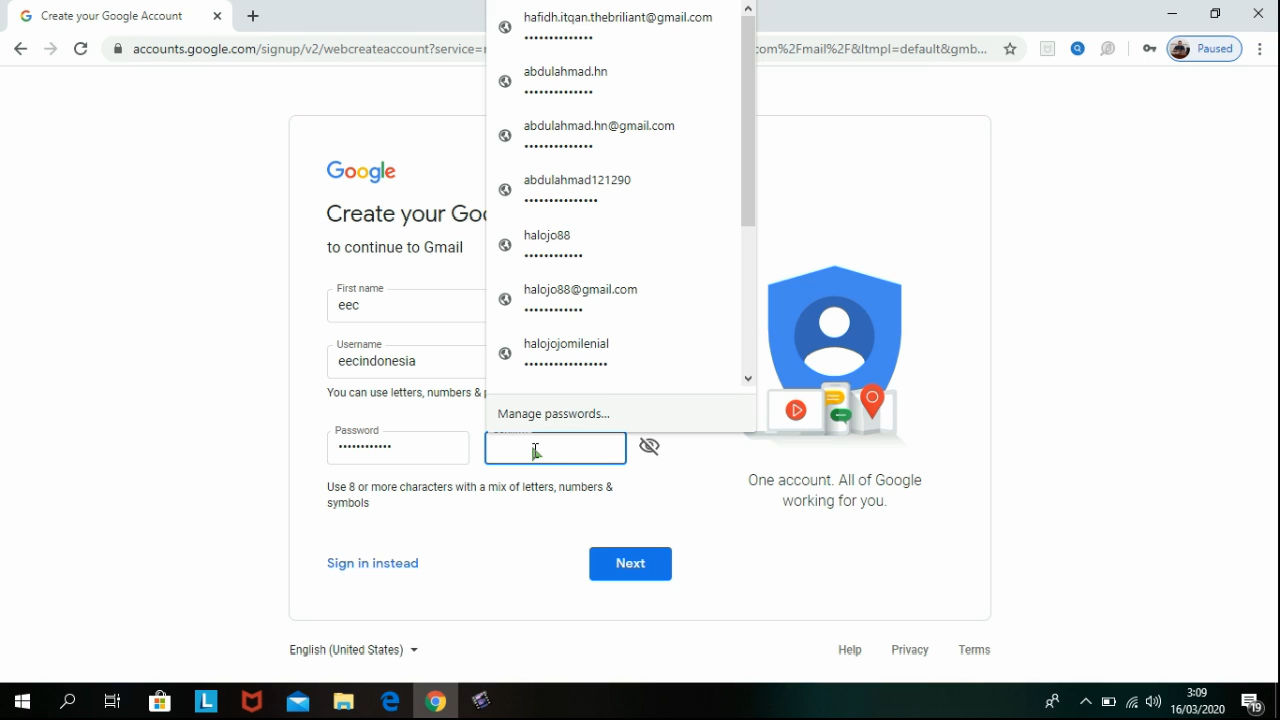 Create your Google Account
accounts.google.com/signup/v2/webcreateaccount?service=
com%2Fmail%2F&ltmpl=default&gmb...
Paused
hafidh.itqan.thebriliant@gmail.com
••••••••••••••
abdulahmad.hn
••••••••••••••
abdulahmad.hn@gmail.com
••••••••••••••
abdulahmad121290
•••••••••••••••
halojo88
••••••••••••
halojo88@gmail.com
••••••••••••
halojojomilenial
•••••••••••••••••
Manage passwords...
Google
Create your Goo
to continue to Gmail
First name
eec
Username
eecindonesia
You can use letters, numbers &
Password
••••••••••••
Use 8 or more characters with a mix of letters, numbers &
symbols
Sign in instead
Next
One account. All of Google
working for you.
English (United States)
Help
Privacy
Terms
L
3:09
16/03/2020
19